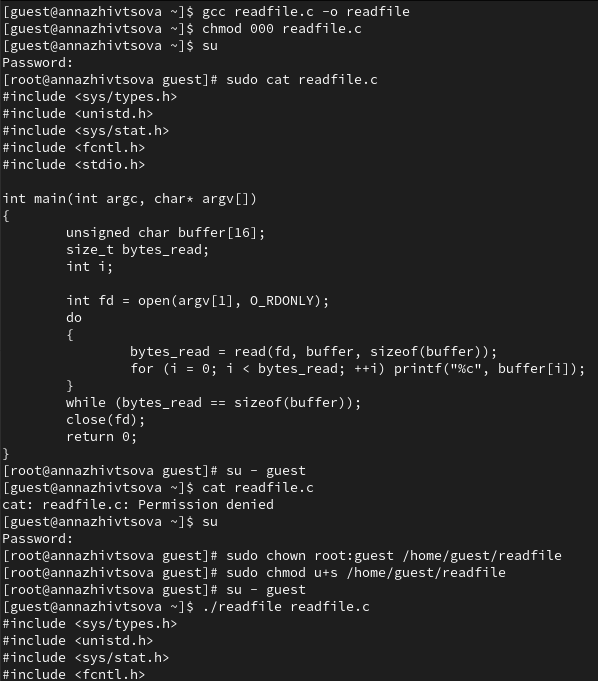 [guest@annazhivtsova ~]$ gcc readfile.c -o readfile
[guest@annazhivtsova ~]$ chmod 000 readfile.c
[guest@annazhivtsova ~]$ su
Password:
[root@annazhivtsova guest]# sudo cat readfile.c
#include <sys/types.h>
#include <unistd.h>
#include <sys/stat.h>
#include <fcntl.h>
#include <stdio.h>

int main(int argc, char* argv[])
{
        unsigned char buffer[16];
        size_t bytes_read;
        int i;

        int fd = open(argv[1], O_RDONLY);
        do
        {
                bytes_read = read(fd, buffer, sizeof(buffer));
                for (i = 0; i < bytes_read; ++i) printf("%c", buffer[i]);
        }
        while (bytes_read == sizeof(buffer));
        close(fd);
        return 0;
}
[root@annazhivtsova guest]# su - guest
[guest@annazhivtsova ~]$ cat readfile.c
cat: readfile.c: Permission denied
[guest@annazhivtsova ~]$ su
Password:
[root@annazhivtsova guest]# sudo chown root:guest /home/guest/readfile
[root@annazhivtsova guest]# sudo chmod u+s /home/guest/readfile
[root@annazhivtsova guest]# su - guest
[guest@annazhivtsova ~]$ ./readfile readfile.c
#include <sys/types.h>
#include <unistd.h>
#include <sys/stat.h>
#include <fcntl.h>